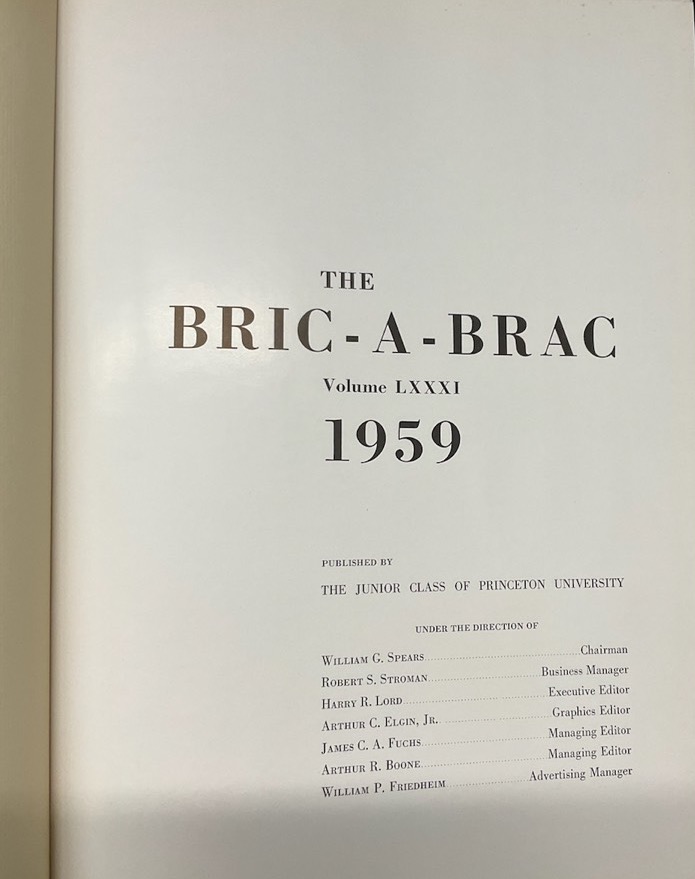 THE
BRIC-A-BRAC
Volume LXXXI
1959
PUBLISHED BY
THE JUNIOR CLASS OF PRINCETON UNIVERSITY
UNDER THE DIRECTION OF
WILLIAM G. SPEARS Chairman
ROBERT S. STROMAN Business Manager
HARRY R. LORD Executive Editor
ARTHUR C. ELGIN, JR. Graphics Editor
JAMES C. A. FUCHS Managing Editor
ARTHUR R. BOONE Managing Editor
WILLIAM P. FRIEDHEIM Advertising Manager